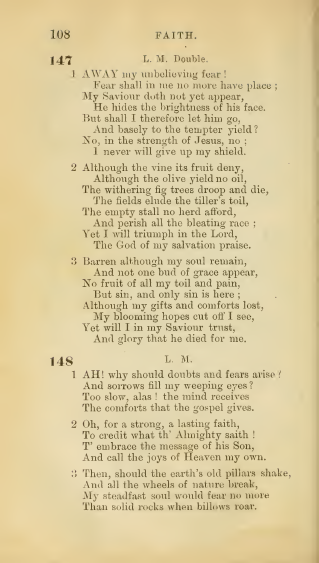 108 FAITH.
147 L. M. Double.
1 AWAY my unbelieving fear!
Fear shall in me no more have place;
My Saviour doth not yet appear,
He hides the brightness of his face.
But shall I therefore let him go,
And basely to the tempter yield?
No, in the strength of Jesus, no;
I never will give up my shield.
2 Although the vine its fruit deny,
Although the olive yield no oil,
The withering fig trees droop and die,
The fields elude the tiller's toil,
The empty stall no herd afford,
And perish all the bleating race;
Yet I will triumph in the Lord,
The God of my salvation praise.
3 Barren although my soul remain,
And not one bud of grace appear,
No fruit of all my toil and pain,
But sin, and only sin is here;
Although my gifts and comforts lost,
My blooming hopes cut off I see,
Yet will I in my Saviour trust,
And glory that he died for me.
148 L. M.
1 AH! why should doubts and fears arise?
And sorrows fill my weeping eyes?
Too slow, alas! the mind receives
The comforts that the gospel gives.
2 Oh, for a strong, a lasting faith,
To credit what th' Almighty saith!
T' embrace the message of his Son,
And call the joys of Heaven my own.
3 Then, should the earth's old pillars shake,
And all the wheels of nature break,
My steadfast soul would fear no more
Than solid rocks when billows roar.